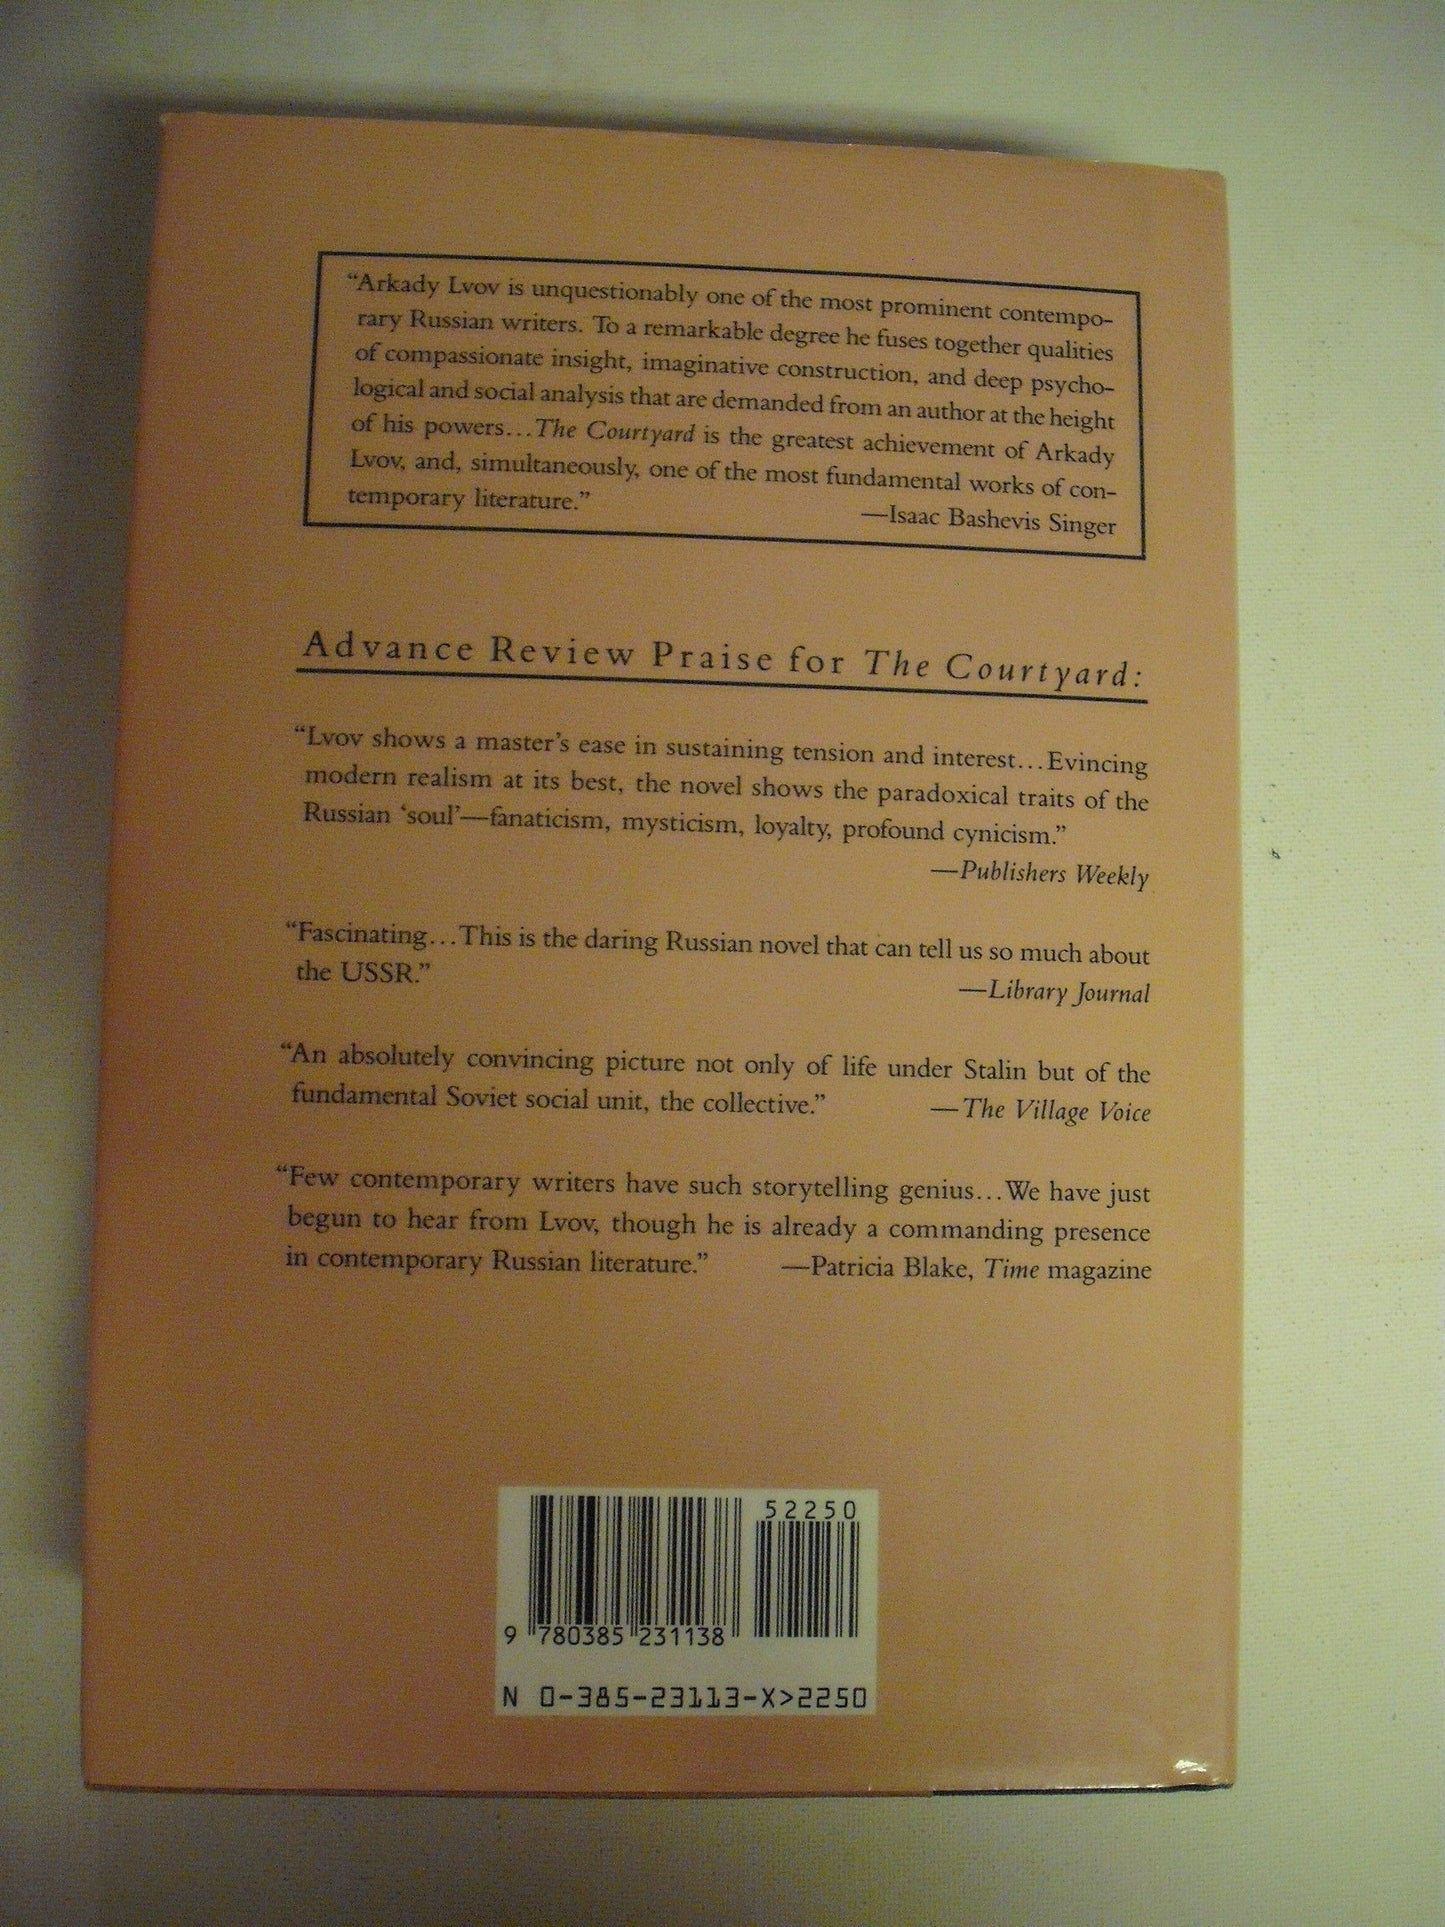 “Arkady Lvov is unquestionably one of the most prominent contempo-
rary Russian writers. To a remarkable degree he fuses together qualities
of compassionate insight, imaginative construction, and deep psycho-
logical and social analysis that are demanded from an author at the height
of his powers...The Courtyard is the greatest achievement of Arkady
Lvov, and, simultaneously, one of the most fundamental works of con-
temporary literature.”
—Isaac Bashevis Singer
Advance Review Praise for The Courtyard:
“Lvov shows a master’s ease in sustaining tension and interest...Evincing
modern realism at its best, the novel shows the paradoxical traits of the
Russian ‘soul’—fanaticism, mysticism, loyalty, profound cynicism.”
—Publishers Weekly
“Fascinating...This is the daring Russian novel that can tell us so much about
the USSR.”
—Library Journal
“An absolutely convincing picture not only of life under Stalin but of the
fundamental Soviet social unit, the collective.” —The Village Voice
“Few contemporary writers have such storytelling genius...We have just
begun to hear from Lvov, though he is already a commanding presence
in contemporary Russian literature.” —Patricia Blake, Time magazine
52250
9 780385 231138
N 0-385-23113-X>2250